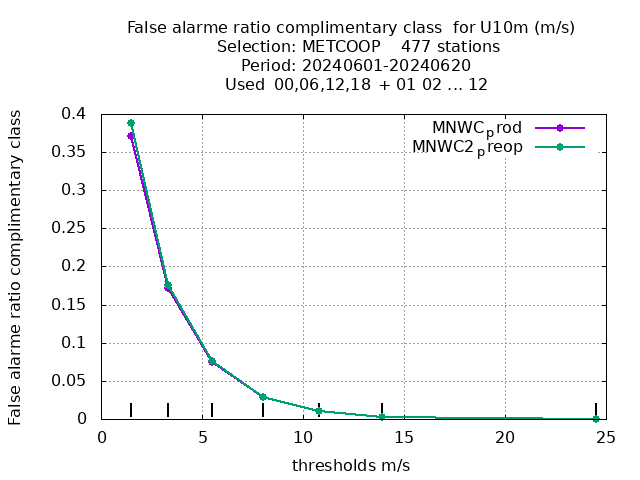 False alarme ratio complimentary class  for U10m (m/s)
Selection: METCOOP    477 stations
Period: 20240601-20240620
Used  00,06,12,18 + 01 02 ... 12
False alarme ratio complimentary class
0.4
0.35
0.3
0.25
0.2
0.15
0.1
0.05
0
MNWCprod
MNWC2preop
0 5 10 15 20 25
thresholds m/s